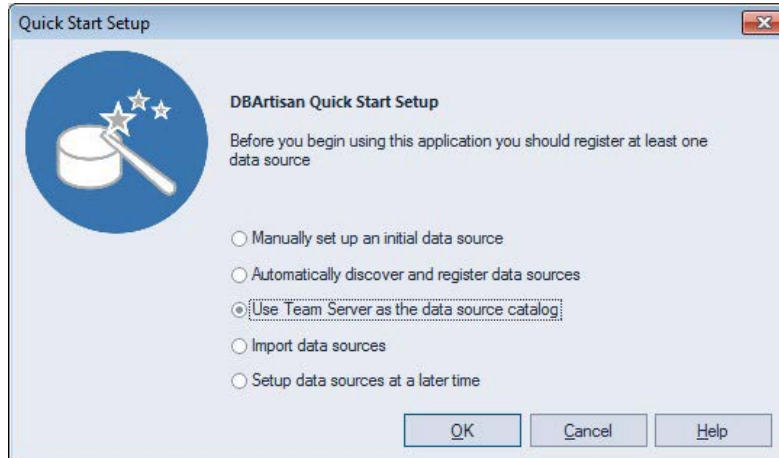 Quick Start Setup
DBArtisan Quick Start Setup
Before you begin using this application you should register at least one
data source
Manually set up an initial data source
Automatically discover and register data sources
Use Team Server as the data source catalog
Import data sources
Setup data sources at a later time
OK Cancel Help